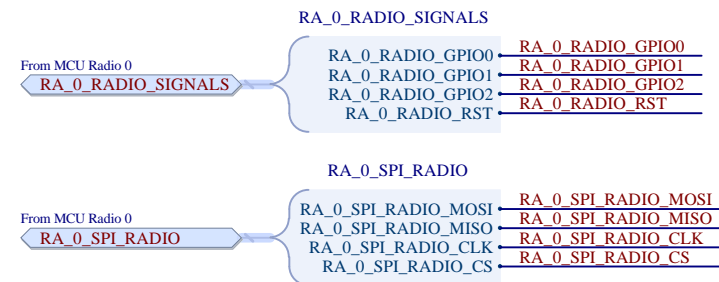 RA_0_RADIO_SIGNALS
From MCU Radio 0
RA_0_RADIO_SIGNALS
RA_0_RADIO_GPIO0 RA_0_RADIO_GPIO0
RA_0_RADIO_GPIO1 RA_0_RADIO_GPIO1
RA_0_RADIO_GPIO2 RA_0_RADIO_GPIO2
RA_0_RADIO_RST RA_0_RADIO_RST
RA_0_SPI_RADIO
From MCU Radio 0
RA_0_SPI_RADIO
RA_0_SPI_RADIO_MOSI RA_0_SPI_RADIO_MOSI
RA_0_SPI_RADIO_MISO RA_0_SPI_RADIO_MISO
RA_0_SPI_RADIO_CLK RA_0_SPI_RADIO_CLK
RA_0_SPI_RADIO_CS RA_0_SPI_RADIO_CS